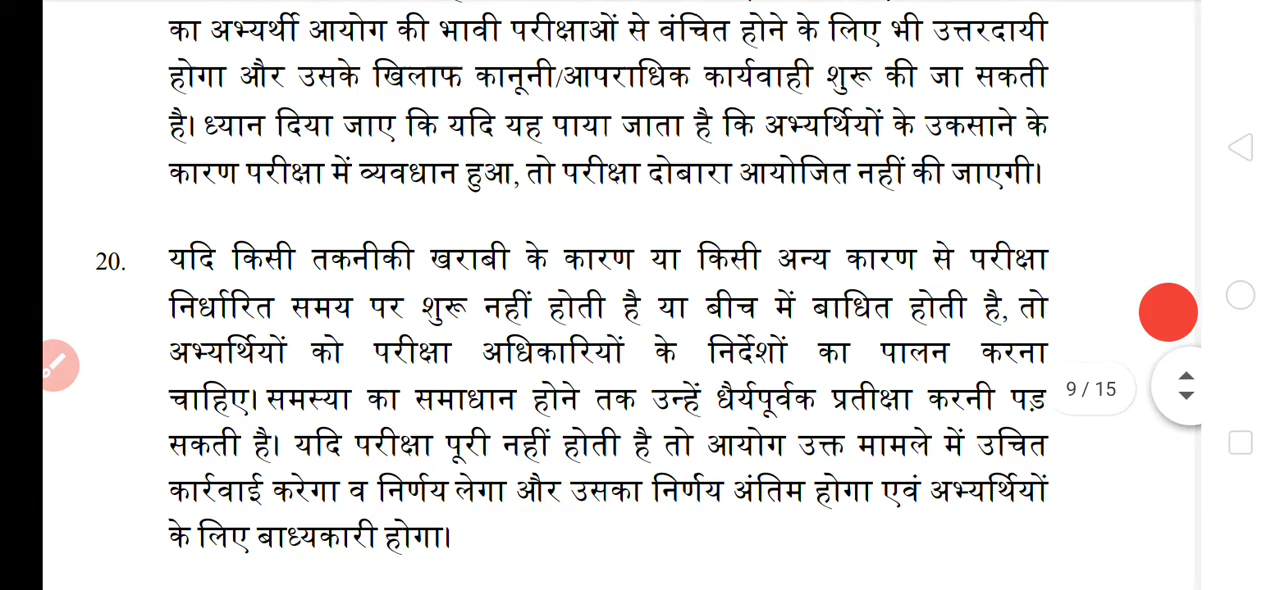 का अभ्यर्थी आयोग की भावी परीक्षाओं से वंचित होने के लिए भी उत्तरदायी
होगा और उसके खिलाफ कानूनी/आपराधिक कार्यवाही शुरू की जा सकती
है। ध्यान दिया जाए कि यदि यह पाया जाता है कि अभ्यर्थियों के उकसाने के
कारण परीक्षा में व्यवधान हुआ, तो परीक्षा दोबारा आयोजित नहीं की जाएगी।
20. यदि किसी तकनीकी खराबी के कारण या किसी अन्य कारण से परीक्षा
निर्धारित समय पर शुरू नहीं होती है या बीच में बाधित होती है, तो
अभ्यर्थियों को परीक्षा अधिकारियों के निर्देशों का पालन करना
चाहिए। समस्या का समाधान होने तक उन्हें धैर्यपूर्वक प्रतीक्षा करनी पड़
सकती है। यदि परीक्षा पूरी नहीं होती है तो आयोग उक्त मामले में उचित
कार्रवाई करेगा व निर्णय लेगा और उसका निर्णय अंतिम होगा एवं अभ्यर्थियों
के लिए बाध्यकारी होगा।
9 / 15